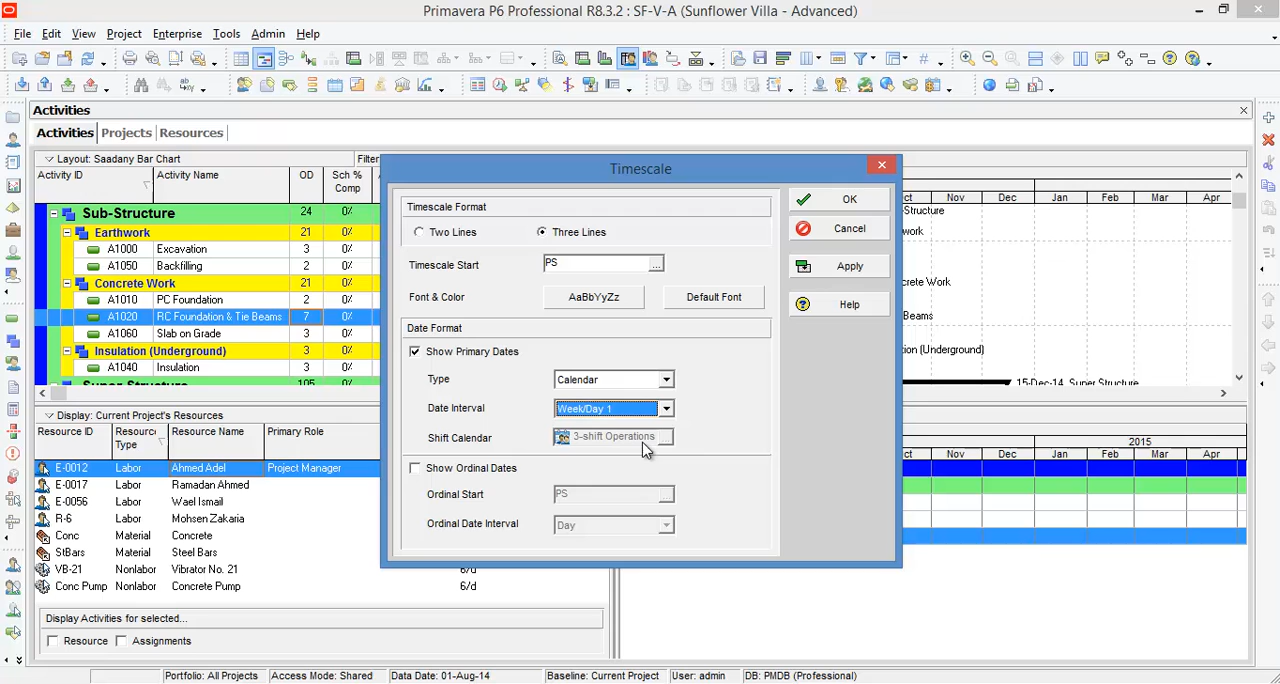 Primavera P6 Professional R8.3.2 : SF-V-A (Sunflower Villa - Advanced)
File Edit View Project Enterprise Tools Admin Help
Activities
Activities Projects Resources
Layout: Saadany Bar Chart Filter
Activity ID Activity Name OD Sch % Comp
Sub-Structure 24 0%
Earthwork 21 0%
A1000 Excavation 3 0%
A1050 Backfilling 2 0%
Concrete Work 21 0%
A1010 PC Foundation 2 0%
A1020 RC Foundation & Tie Beams 7 0%
A1060 Slab on Grade 3 0%
Insulation (Underground) 3 0%
A1040 Insulation 3 0%
Super Structure 105 0%
ct Nov Dec Jan Feb Mar Apr
Structure
work
crete Work
Beams
ion (Underground)
15-Dec-14, Super Structure
Timescale
Timescale Format
Two Lines Three Lines
Timescale Start PS ...
Font & Color AaBbYyZz Default Font
Date Format
Show Primary Dates
Type Calendar
Date Interval Week/Day 1
Shift Calendar 3-shift Operations ...
Show Ordinal Dates
Ordinal Start PS ...
Ordinal Date Interval Day
OK
Cancel
Apply
Help
Display: Current Project's Resources
Resource ID Resource Type Resource Name Primary Role
E-0012 Labor Ahmed Adel Project Manager
E-0017 Labor Ramadan Ahmed
E-0056 Labor Wael Ismail
R-6 Labor Mohsen Zakaria
Conc Material Concrete
StBars Material Steel Bars
VB-21 Nonlabor Vibrator No. 21 6/d
Conc Pump Nonlabor Concrete Pump 6/d
2015
ct Nov Dec Jan Feb Mar Apr
Display Activities for selected...
Resource Assignments
Portfolio: All Projects Access Mode: Shared Data Date: 01-Aug-14 Baseline: Current Project User: admin DB: PMDB (Professional)